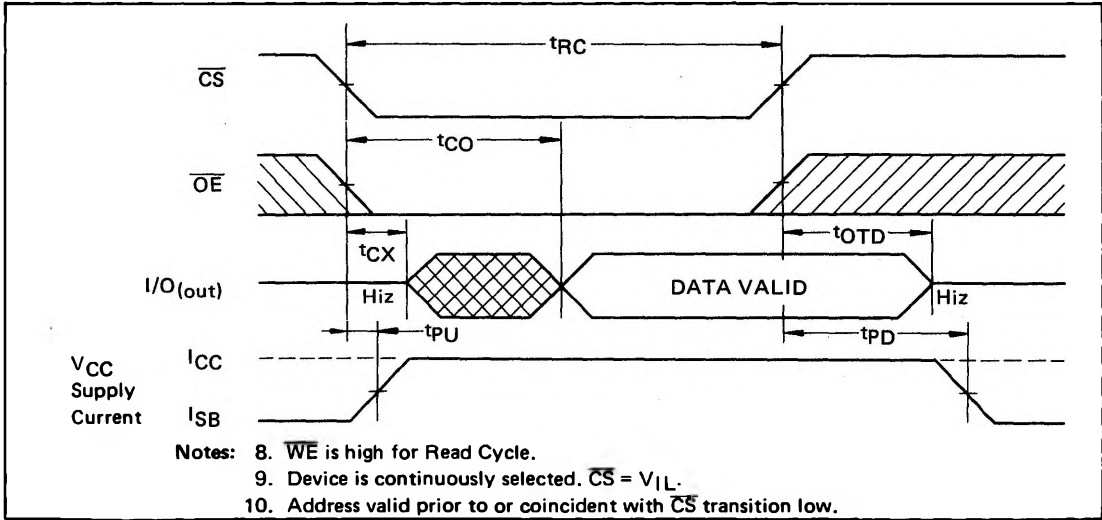 tRC
CS
tCO
OE
tCX
tOTD
I/O(out)
Hiz
DATA VALID
Hiz
tPU
tPD
VCC
Supply
Current
ICC
ISB
Notes: 8. WE is high for Read Cycle.
9. Device is continuously selected. CS = VIL.
10. Address valid prior to or coincident with CS transition low.